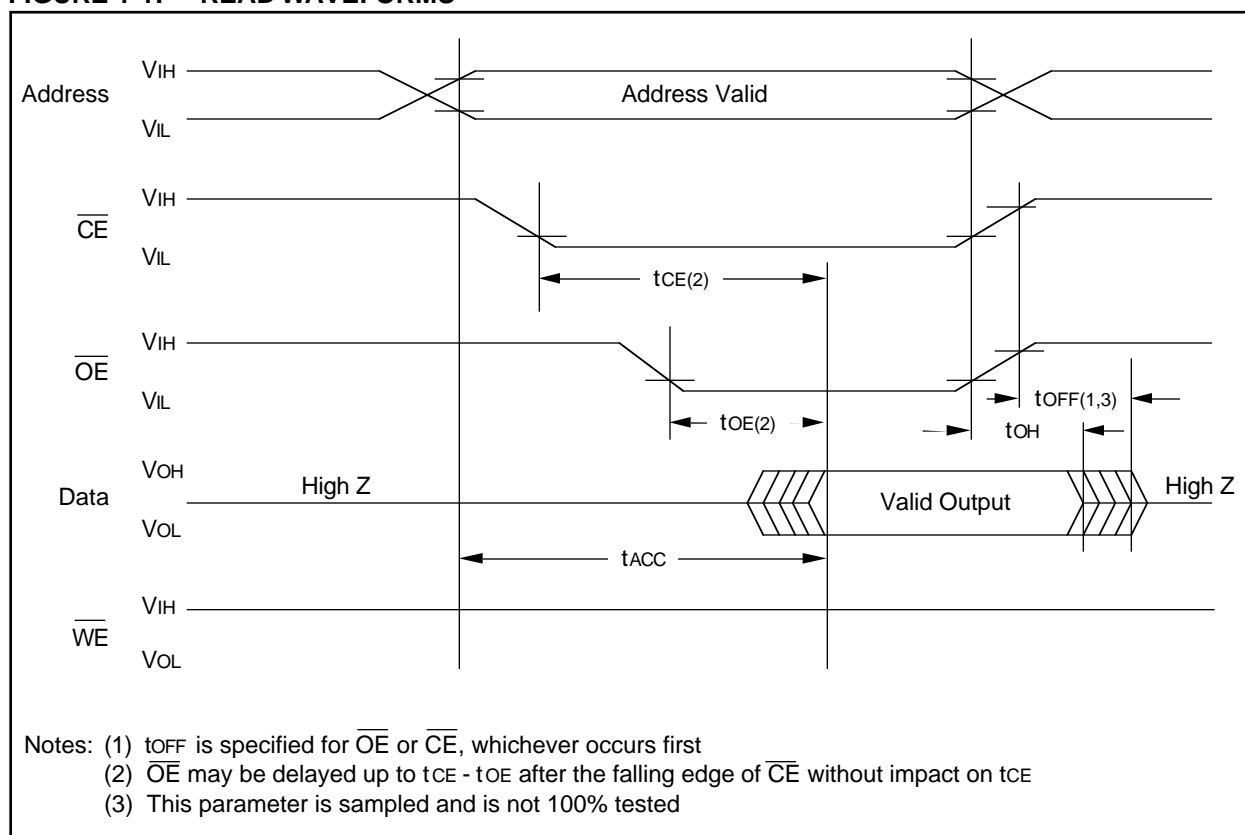 FIGURE 1-1: READ WAVEFORMS
Address
VIH
VIL
Address Valid
CE
VIH
VIL
tCE(2)
OE
VIH
VIL
tOE(2)
tOFF(1,3)
tOH
Data
VOH
VOL
High Z
Valid Output
High Z
tACC
WE
VIH
VOL
Notes: (1) tOFF is specified for OE or CE, whichever occurs first
(2) OE may be delayed up to tCE - tOE after the falling edge of CE without impact on tCE
(3) This parameter is sampled and is not 100% tested